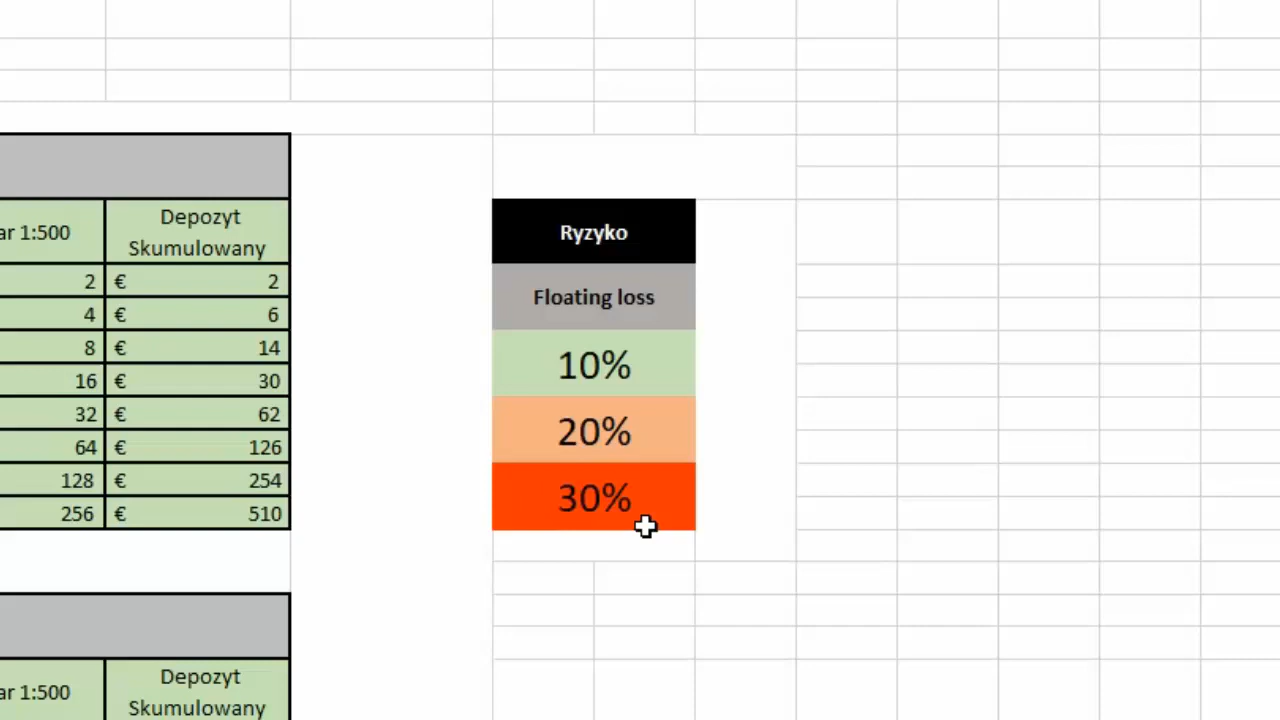 ar 1:500
Depozyt
Skumulowany
2 € 2
4 € 6
8 € 14
16 € 30
32 € 62
64 € 126
128 € 254
256 € 510
Ryzyko
Floating loss
10%
20%
30%
ar 1:500
Depozyt
Skumulowany